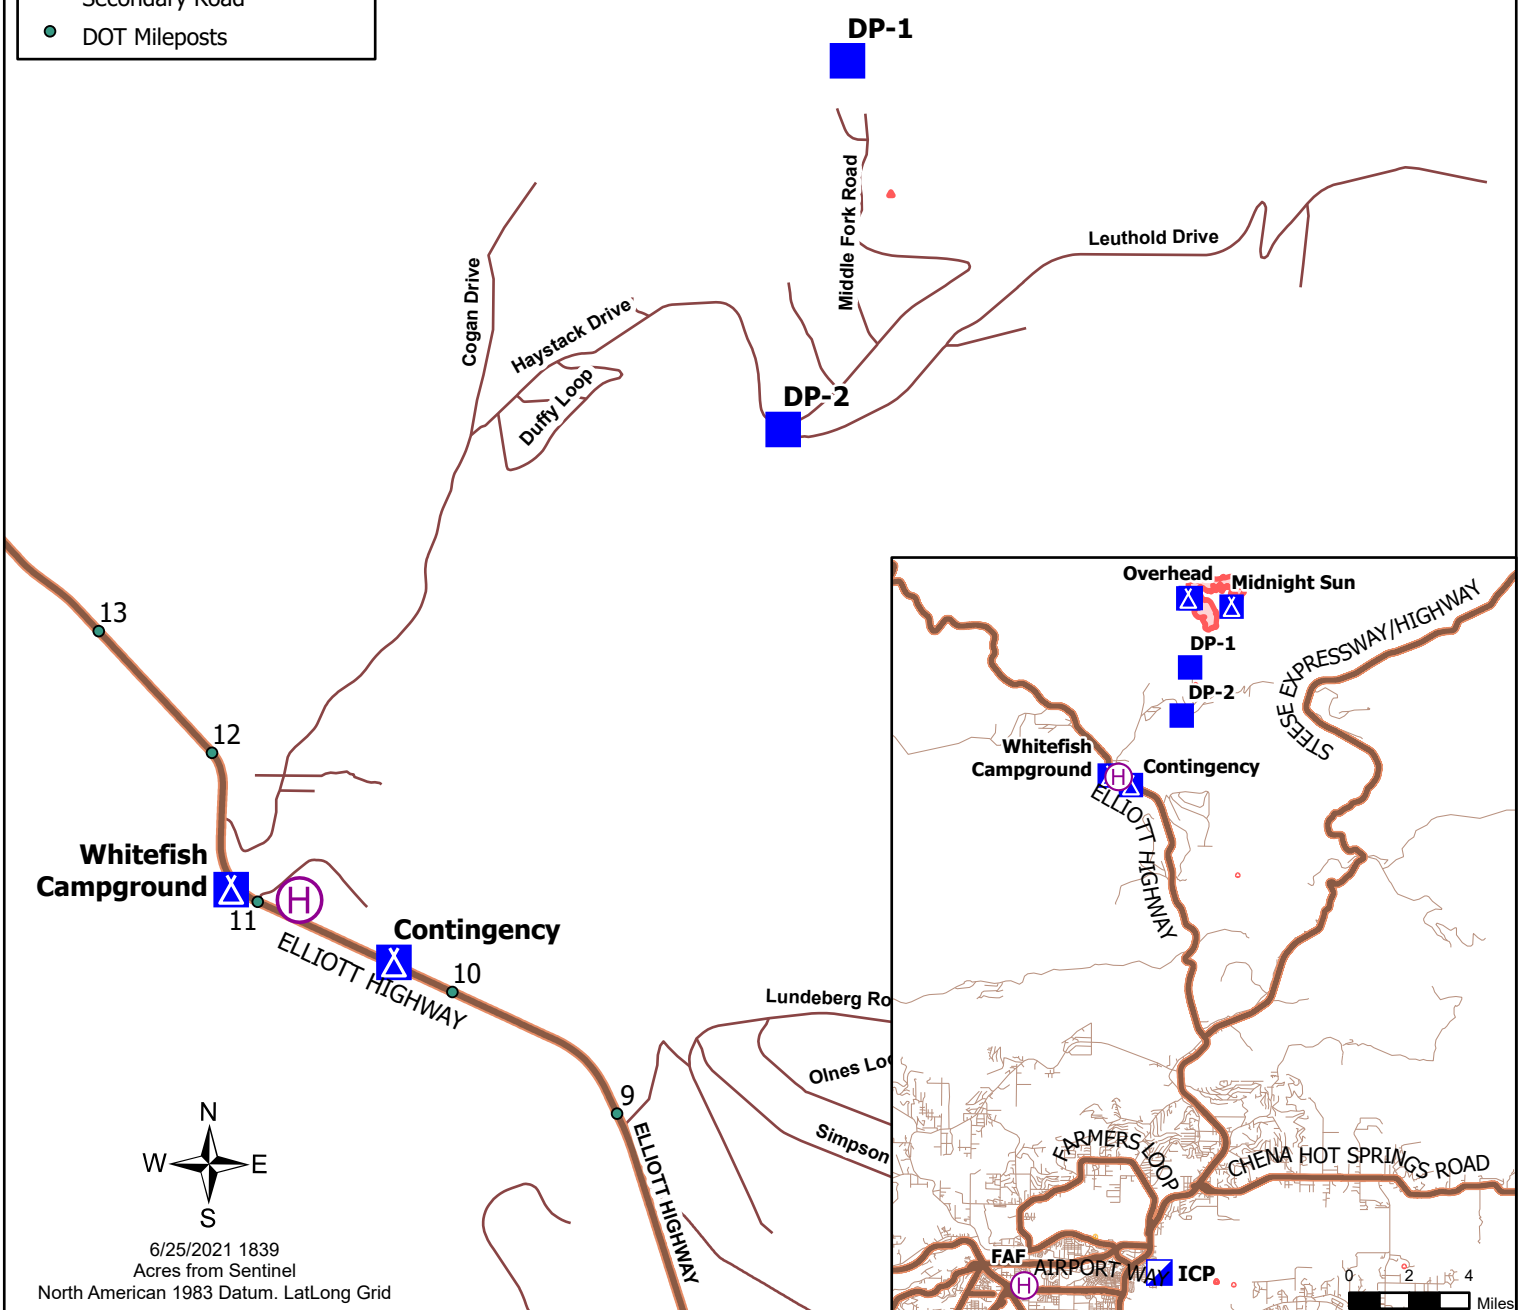 Secondary Road
DOT Mileposts
DP-1
Middle Fork Road
Leuthold Drive
Cogan Drive
Haystack Drive
Duffy Loop
DP-2
13
12
Whitefish
Campground
11
H
Contingency
10
ELLIOTT HIGHWAY
9
ELLIOTT HIGHWAY
Lundeberg Ro
Olnes Loo
Simpson
N
W E
S
6/25/2021 1839
Acres from Sentinel
North American 1983 Datum. LatLong Grid
Overhead
Midnight Sun
DP-1
DP-2
STEESE EXPRESSWAY/HIGHWAY
Whitefish
Campground
H
Contingency
ELLIOTT HIGHWAY
FARMERS LOOP
CHENA HOT SPRINGS ROAD
FAF
H
AIRPORT WAY
ICP
0 2 4
Miles